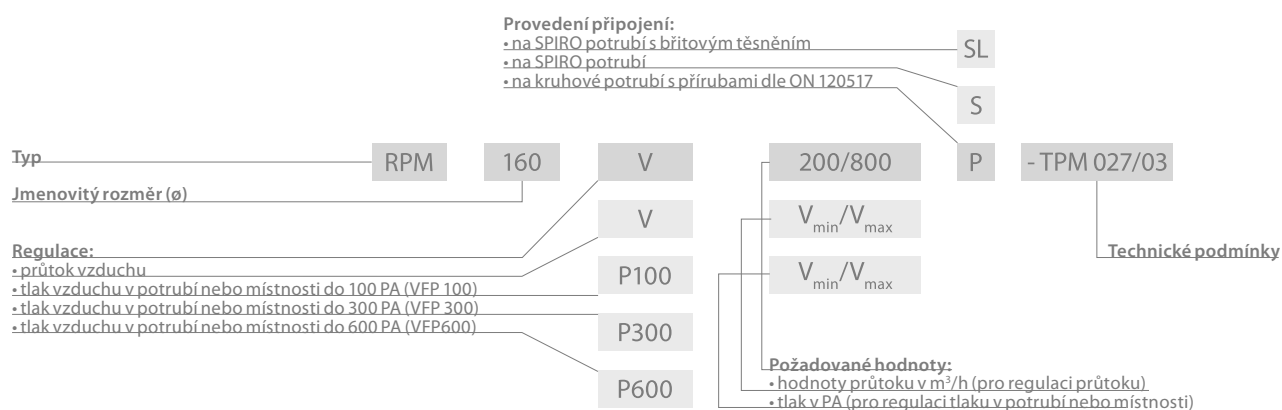 Provedení připojení:
• na SPIRO potrubí s břitovým těsněním
• na SPIRO potrubí
• na kruhové potrubí s přírubami dle ON 120517
SL
S
Typ
RPM
160
V
200/800
P
- TPM 027/03
Jmenovitý rozměr (ø)
V
Vmin/Vmax
Regulace:
• průtok vzduchu
• tlak vzduchu v potrubí nebo místnosti do 100 PA (VFP 100)
• tlak vzduchu v potrubí nebo místnosti do 300 PA (VFP 300)
• tlak vzduchu v potrubí nebo místnosti do 600 PA (VFP600)
P100
Vmin/Vmax
Technické podmínky
P300
P600
Požadované hodnoty:
• hodnoty průtoku v m³/h (pro regulaci průtoku)
• tlak v PA (pro regulaci tlaku v potrubí nebo místnosti)